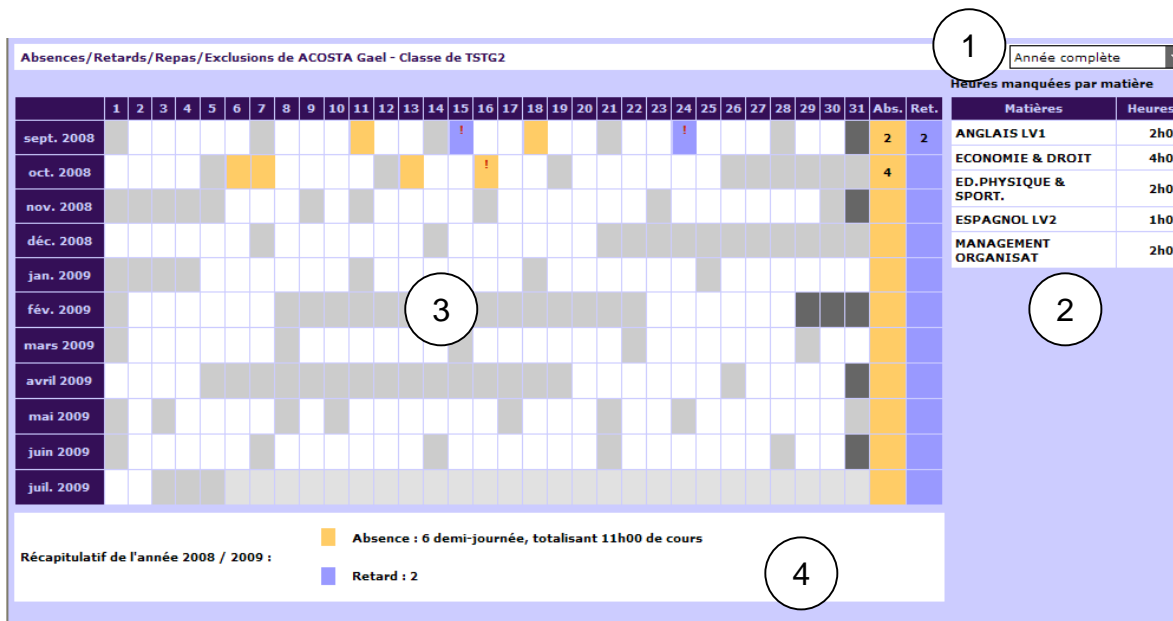 1
Absences/Retards/Repas/Exclusions de ACOSTA Gael - Classe de TSTG2
Année complète
Heures manquées par matière
1 2 3 4 5 6 7 8 9 10 11 12 13 14 15 16 17 18 19 20 21 22 23 24 25 26 27 28 29 30 31 Abs. Ret.
Matières Heures
sept. 2008 ! ! 2 2
oct. 2008 ! 4
nov. 2008
déc. 2008
jan. 2009
fév. 2009
mars 2009
avril 2009
mai 2009
juin 2009
juil. 2009
ANGLAIS LV1 2h0
ECONOMIE & DROIT 4h0
ED.PHYSIQUE &
SPORT. 2h0
ESPAGNOL LV2 1h0
MANAGEMENT
ORGANISAT 2h0
3
2
Récapitulatif de l'année 2008 / 2009 :
Absence : 6 demi-journée, totalisant 11h00 de cours
Retard : 2
4